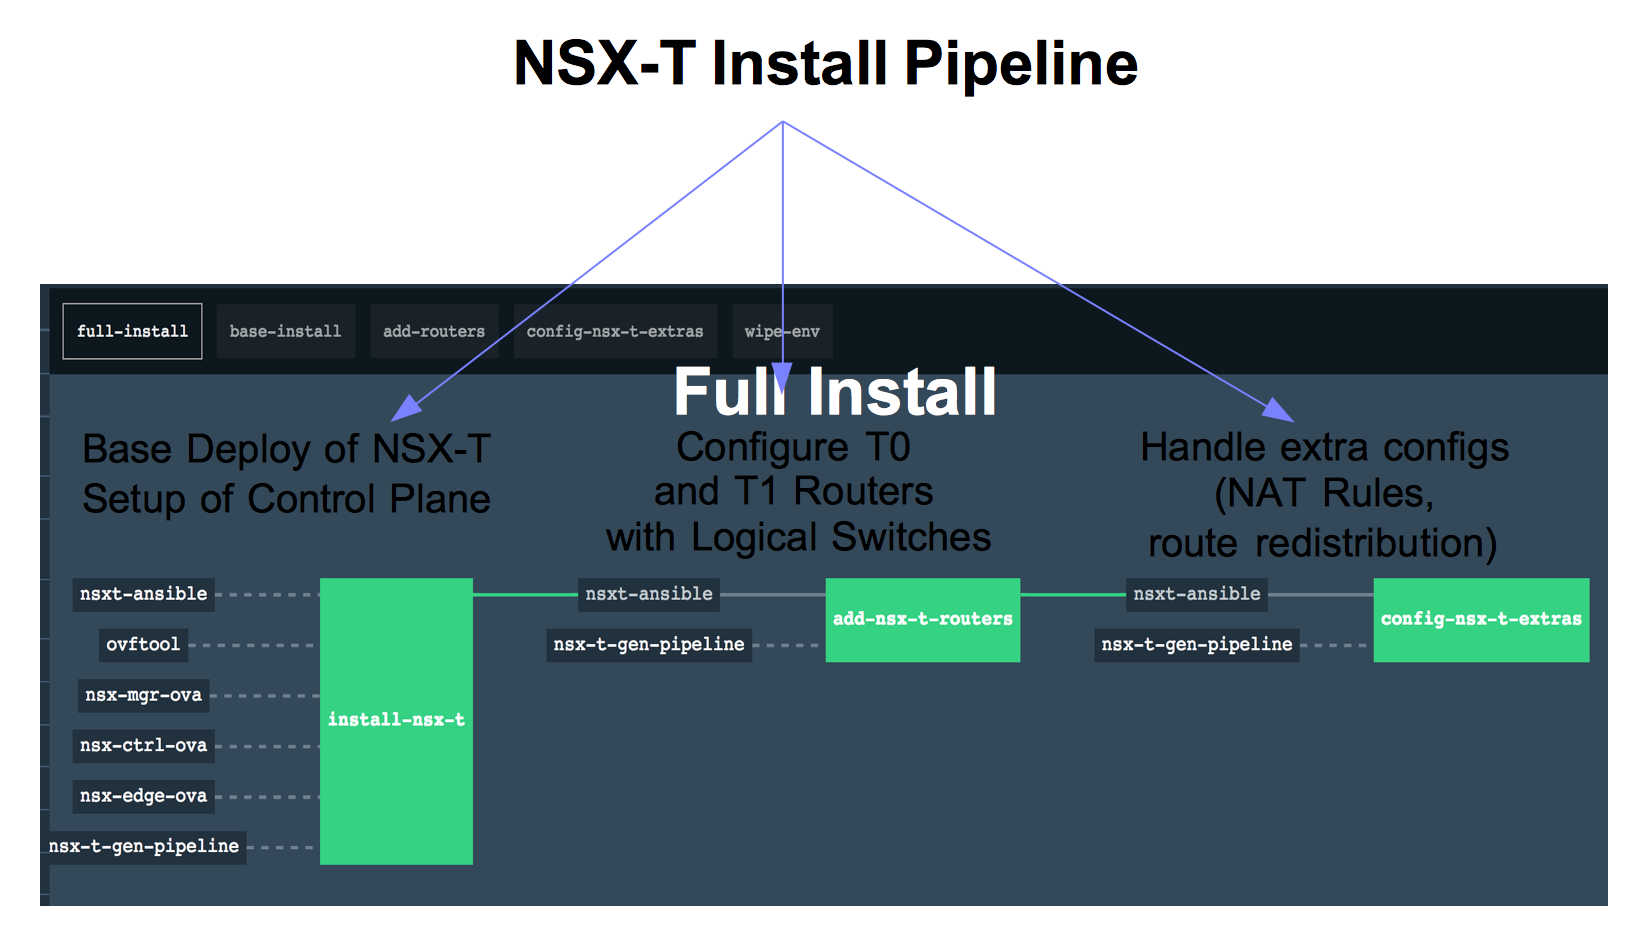 NSX-T Install Pipeline
full-install
base-install
add-routers
config-nsx-t-extras
wipe-env
Full Install
Base Deploy of NSX-T
Setup of Control Plane
Configure T0
and T1 Routers
with Logical Switches
Handle extra configs
(NAT Rules,
route redistribution)
nsxt-ansible
ovftool
nsx-mgr-ova
nsx-ctrl-ova
nsx-edge-ova
nsx-t-gen-pipeline
install-nsx-t
nsxt-ansible
nsx-t-gen-pipeline
add-nsx-t-routers
nsxt-ansible
nsx-t-gen-pipeline
config-nsx-t-extras